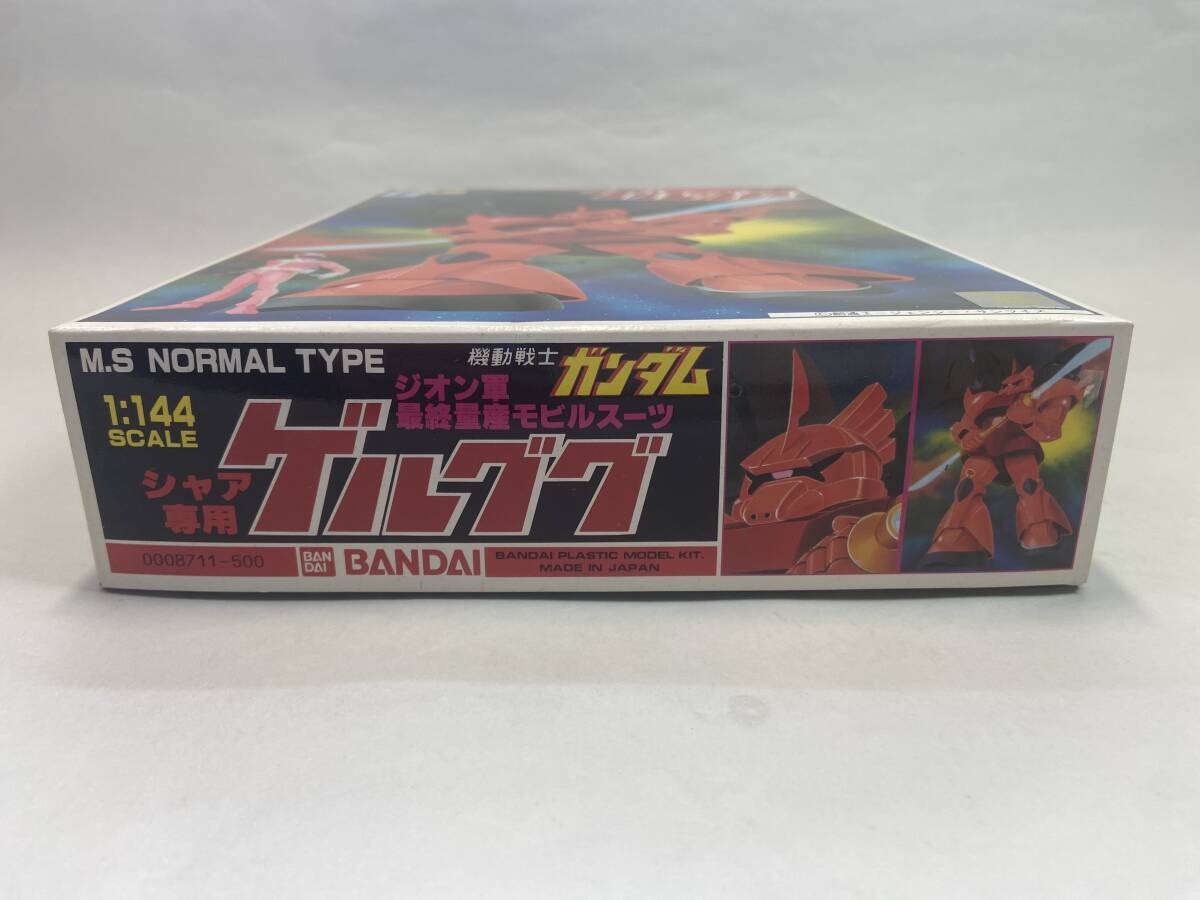 M.S NORMAL TYPE
機動戦士
ガンダム
1:144
SCALE
ジオン軍
最終量産モビルスーツ
シャア
専用
ゲルググ
0008711-500
BAN
DAI
BANDAI
BANDAI PLASTIC MODEL KIT.
MADE IN JAPAN